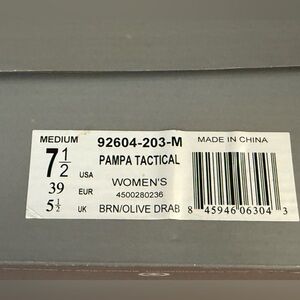 MEDIUM
7 1/2 USA
39 EUR
5 1/2 UK
92604-203-M
PAMPA TACTICAL
WOMEN'S
4500280236
BRN/OLIVE DRAB
MADE IN CHINA
8 45946 06304 3